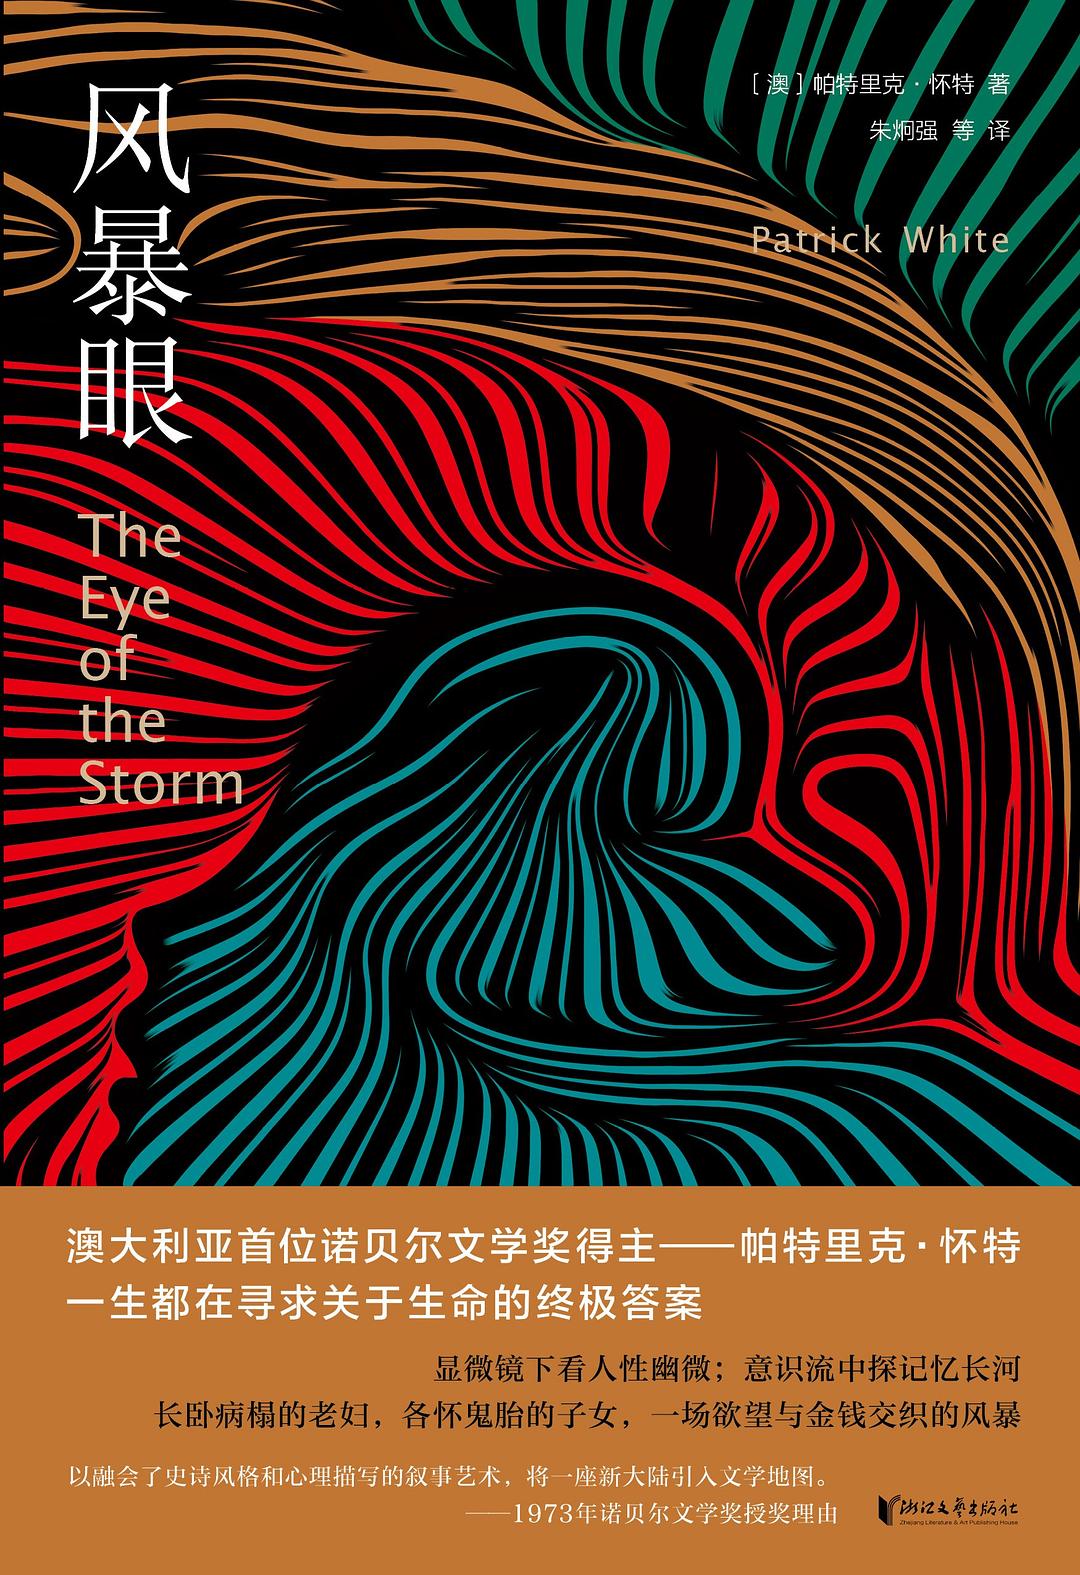 [澳]帕特里克·怀特 著
朱炯强 等 译
Patrick White
风暴眼
The
Eye
of
the
Storm
澳大利亚首位诺贝尔文学奖得主——帕特里克·怀特
一生都在寻求关于生命的终极答案
显微镜下看人性幽微；意识流中探记忆长河
长卧病榻的老妇，各怀鬼胎的子女，一场欲望与金钱交织的风暴
以融会了史诗风格和心理描写的叙事艺术，将一座新大陆引入文学地图。
——1973年诺贝尔文学奖授奖理由
浙江文艺出版社
Zhejiang Literature & Art Publishing House